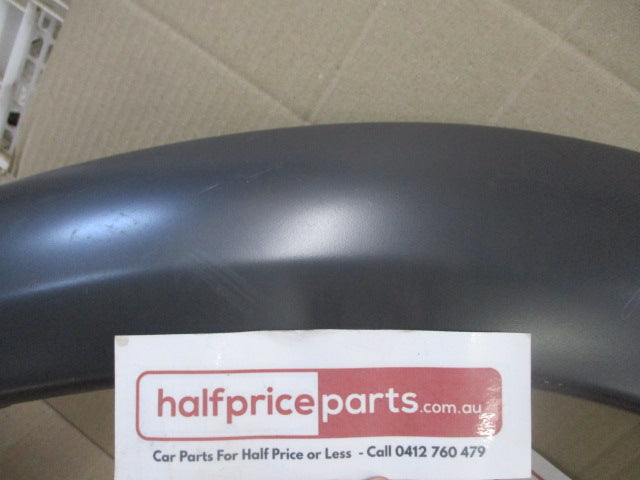 halfpriceparts.com.au
Car Parts For Half Price or Less - Call 0412 760 479